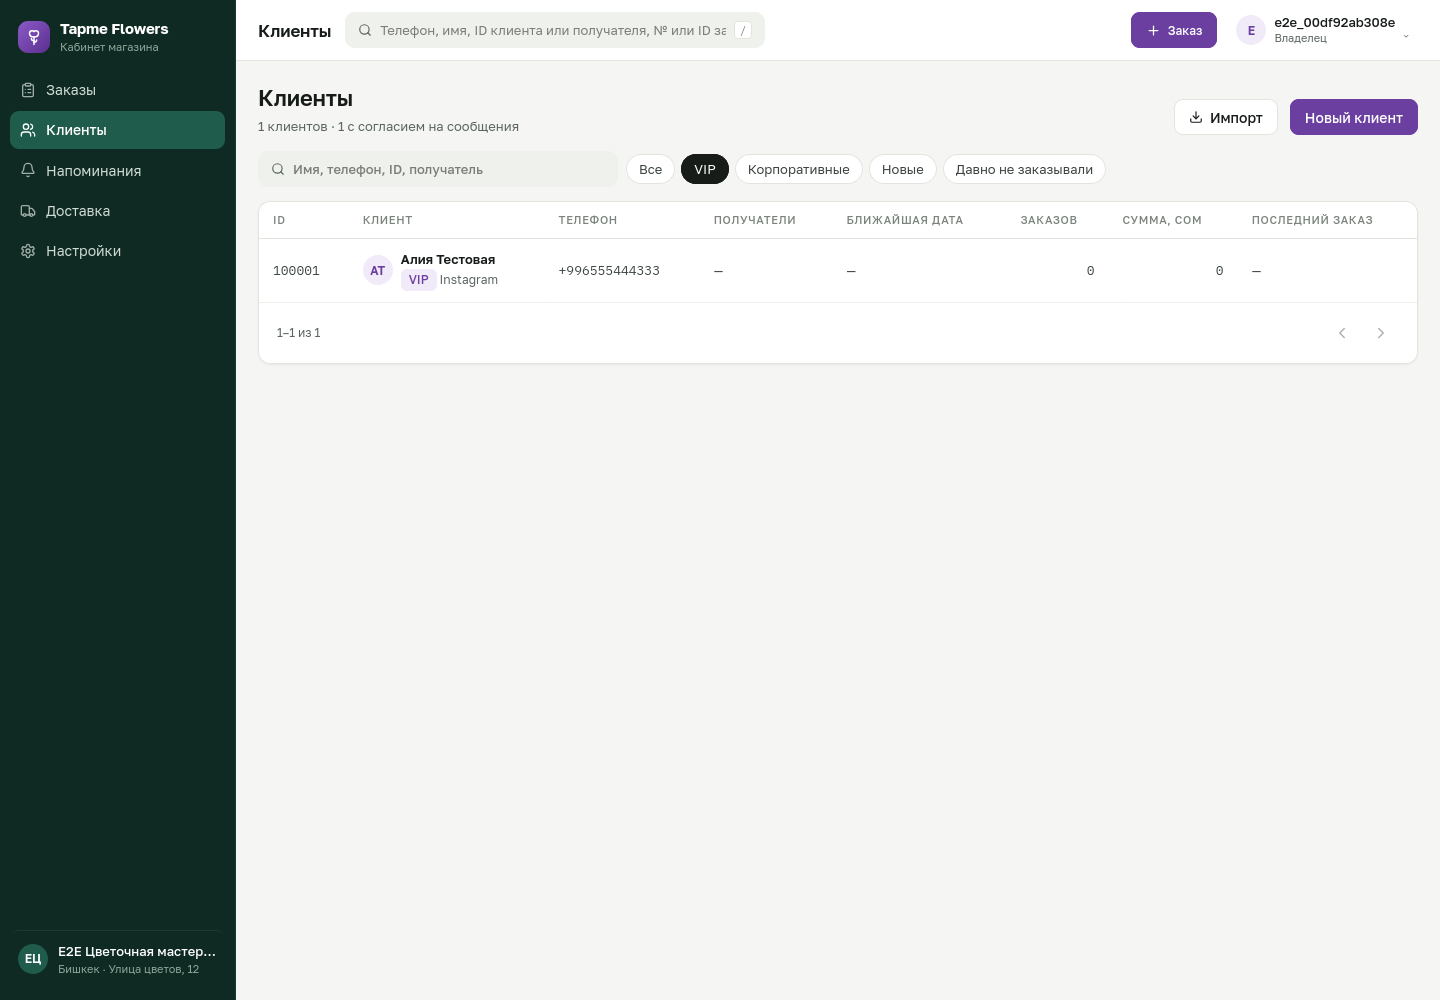 Tapme Flowers
Кабинет магазина
Заказы
Клиенты
Напоминания
Доставка
Настройки
ЕЦ
E2E Цветочная мастер...
Бишкек · Улица цветов, 12
Клиенты
Телефон, имя, ID клиента или получателя, № или ID за
/
+ Заказ
E
e2e_00df92ab308e
Владелец
Клиенты
1 клиентов · 1 с согласием на сообщения
Импорт
Новый клиент
Имя, телефон, ID, получатель
Все
VIP
Корпоративные
Новые
Давно не заказывали
ID КЛИЕНТ ТЕЛЕФОН ПОЛУЧАТЕЛИ БЛИЖАЙШАЯ ДАТА ЗАКАЗОВ СУММА, СОМ ПОСЛЕДНИЙ ЗАКАЗ
100001 АТ Алия Тестовая +996555444333 — — 0 0 —
VIP Instagram
1–1 из 1